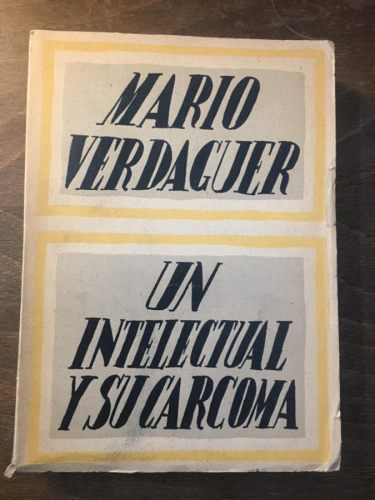 MARIO
VERDAGUER
UN
INTELECTUAL
Y SU CARCOMA